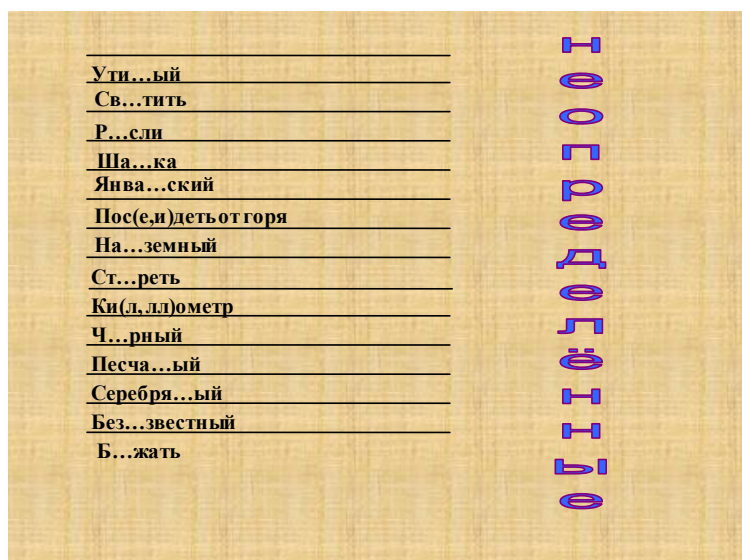 Ути…ый
Св…тить
Р…сли
Ша…ка
Янва…ский
Пос(е,и)деть от горя
На…земный
Ст…реть
Ки(л,лл)ометр
Ч…рный
Песча…ый
Серебря…ый
Без…звестный
Б…жать
неопределённые